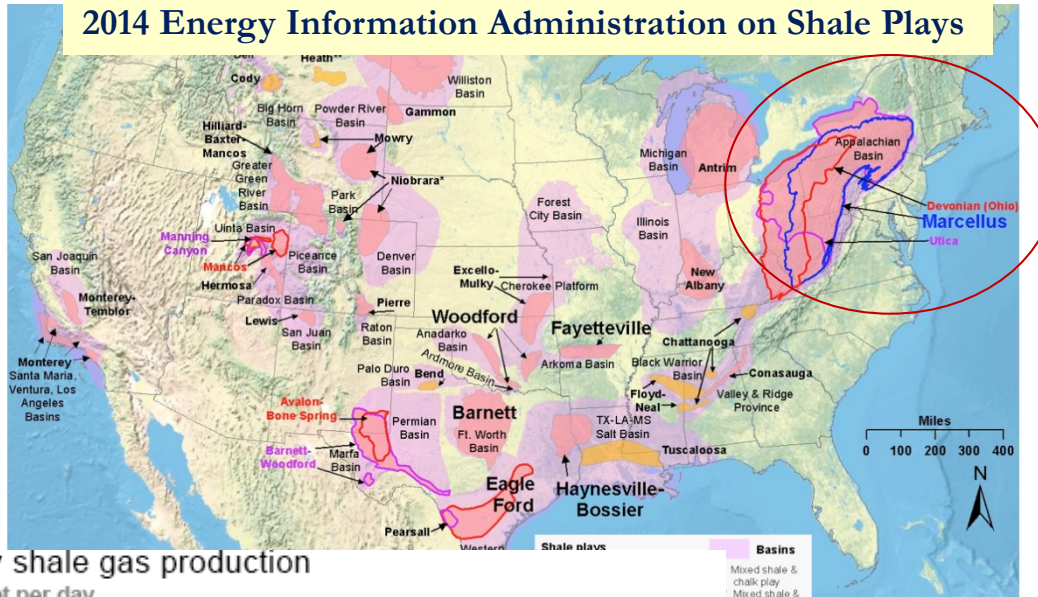 2014 Energy Information Administration on Shale Plays
Heath**
Cody
Williston
Basin
Big Horn
Basin
Powder River
Basin
Gammon
Hilliard-
Baxter-
Mancos
Mowry
Greater
Green
River
Basin
Niobrara*
Park
Basin
Michigan
Basin
Antrim
Appalachian
Basin
Forest
City Basin
Illinois
Basin
Devonian (Ohio)
Marcellus
Utica
Uinta Basin
Manning
Canyon
Mancos
Piceance
Basin
Denver
Basin
San Joaquin
Basin
Hermosa
Excello-
Mulky
Cherokee Platform
New
Albany
Monterey-
Temblor
Paradox Basin
Pierre
Lewis
San Juan
Basin
Raton
Basin
Woodford
Anadarko
Basin
Fayetteville
Chattanooga
Ardmore Basin
Arkoma Basin
Black Warrior
Basin
Conasauga
Monterey
Santa Maria,
Ventura, Los
Angeles
Basins
Palo Duro
Basin
Bend
Floyd-
Neal
Valley & Ridge
Province
Avalon-
Bone Spring
Permian
Basin
Barnett
Ft. Worth
Basin
TX-LA-MS
Salt Basin
Miles
0 100 200 300 400
Barnett-
Woodford
Marfa
Basin
Tuscaloosa
N
Eagle
Ford
Haynesville-
Bossier
Pearsall
Western
Shale plays
Basins
Mixed shale &
chalk play
Mixed shale &
shale gas production
per day